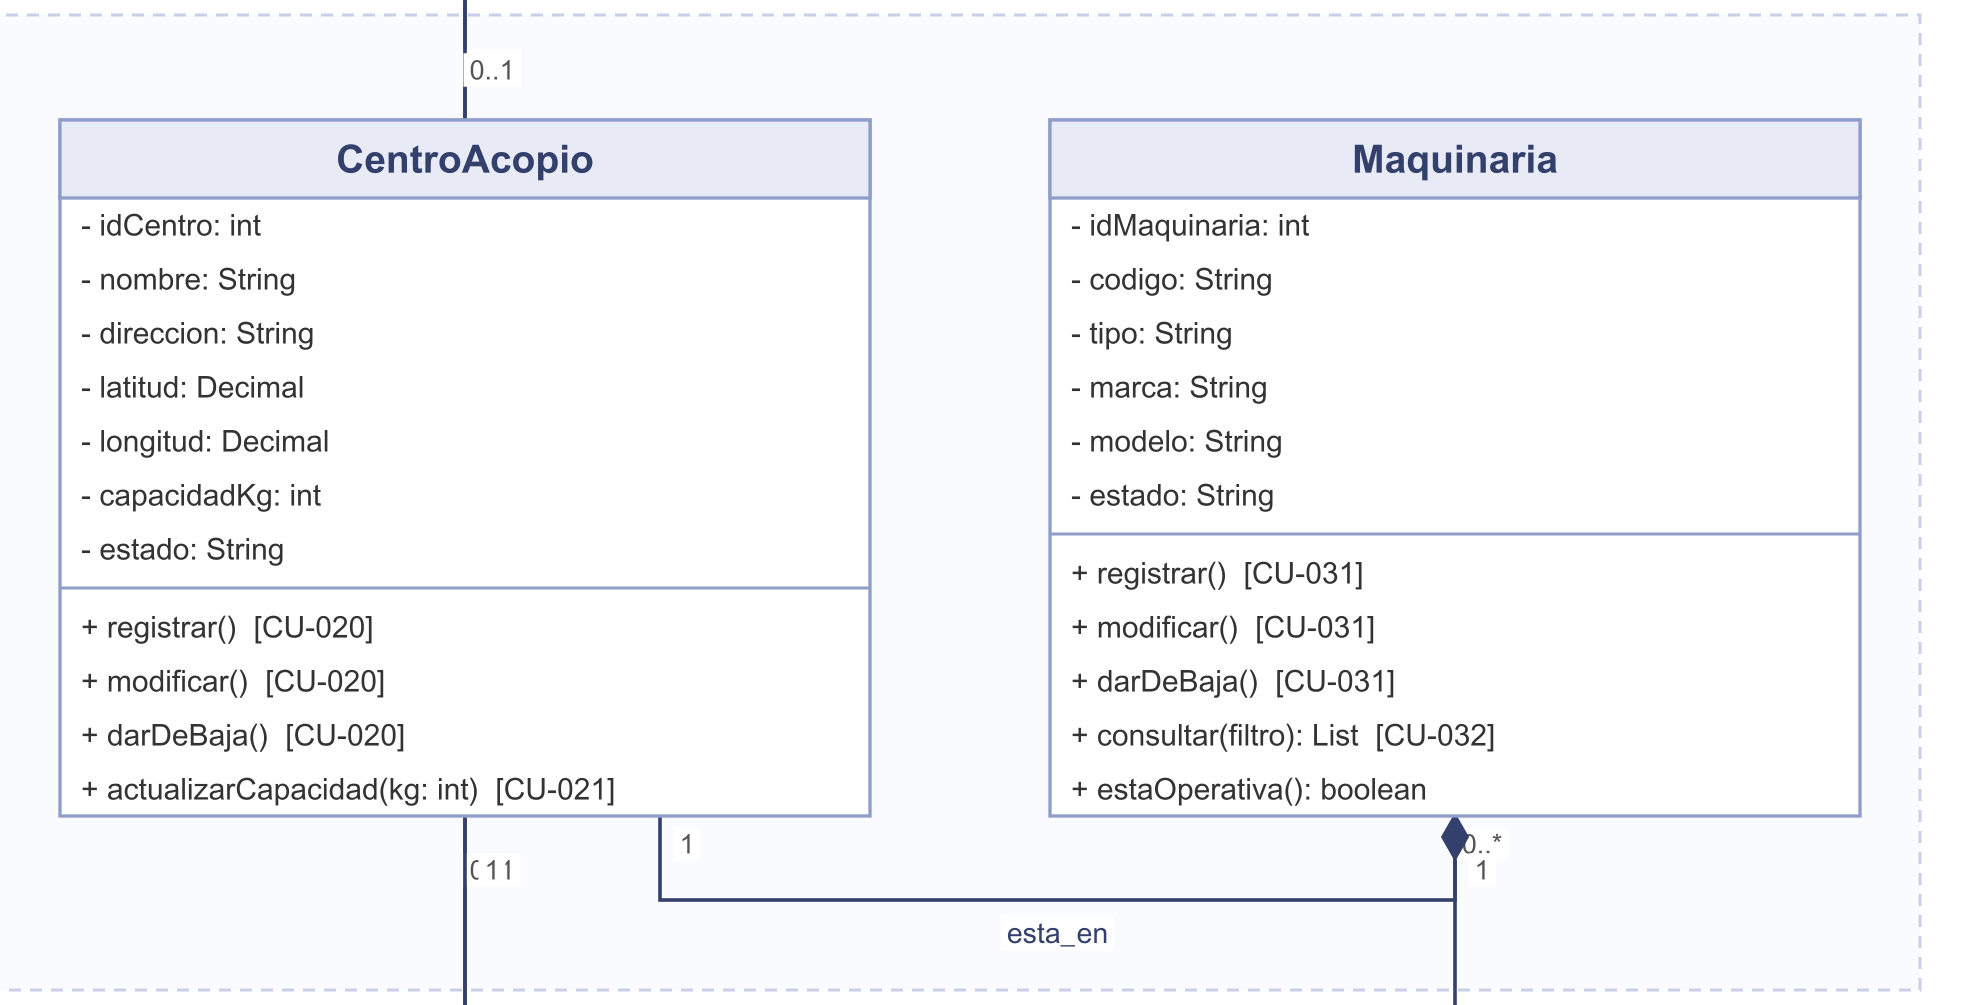 0..1
CentroAcopio
- idCentro: int
- nombre: String
- direccion: String
- latitud: Decimal
- longitud: Decimal
- capacidadKg: int
- estado: String
+ registrar()  [CU-020]
+ modificar()  [CU-020]
+ darDeBaja()  [CU-020]
+ actualizarCapacidad(kg: int)  [CU-021]
Maquinaria
- idMaquinaria: int
- codigo: String
- tipo: String
- marca: String
- modelo: String
- estado: String
+ registrar()  [CU-031]
+ modificar()  [CU-031]
+ darDeBaja()  [CU-031]
+ consultar(filtro): List  [CU-032]
+ estaOperativa(): boolean
1
0..*
1
esta_en